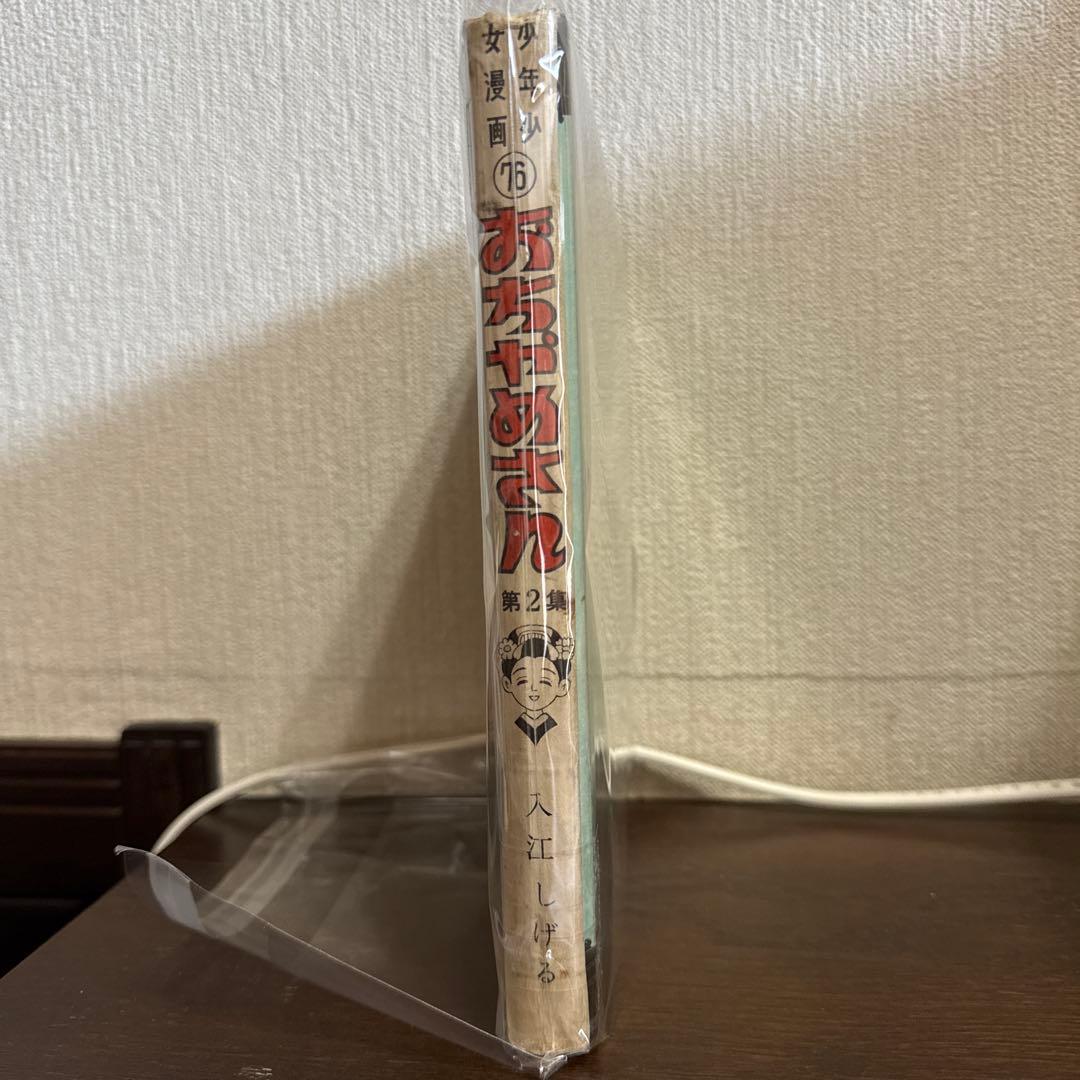 少年少
女漫画
76
おちゃめさん
第2集
入江しげる